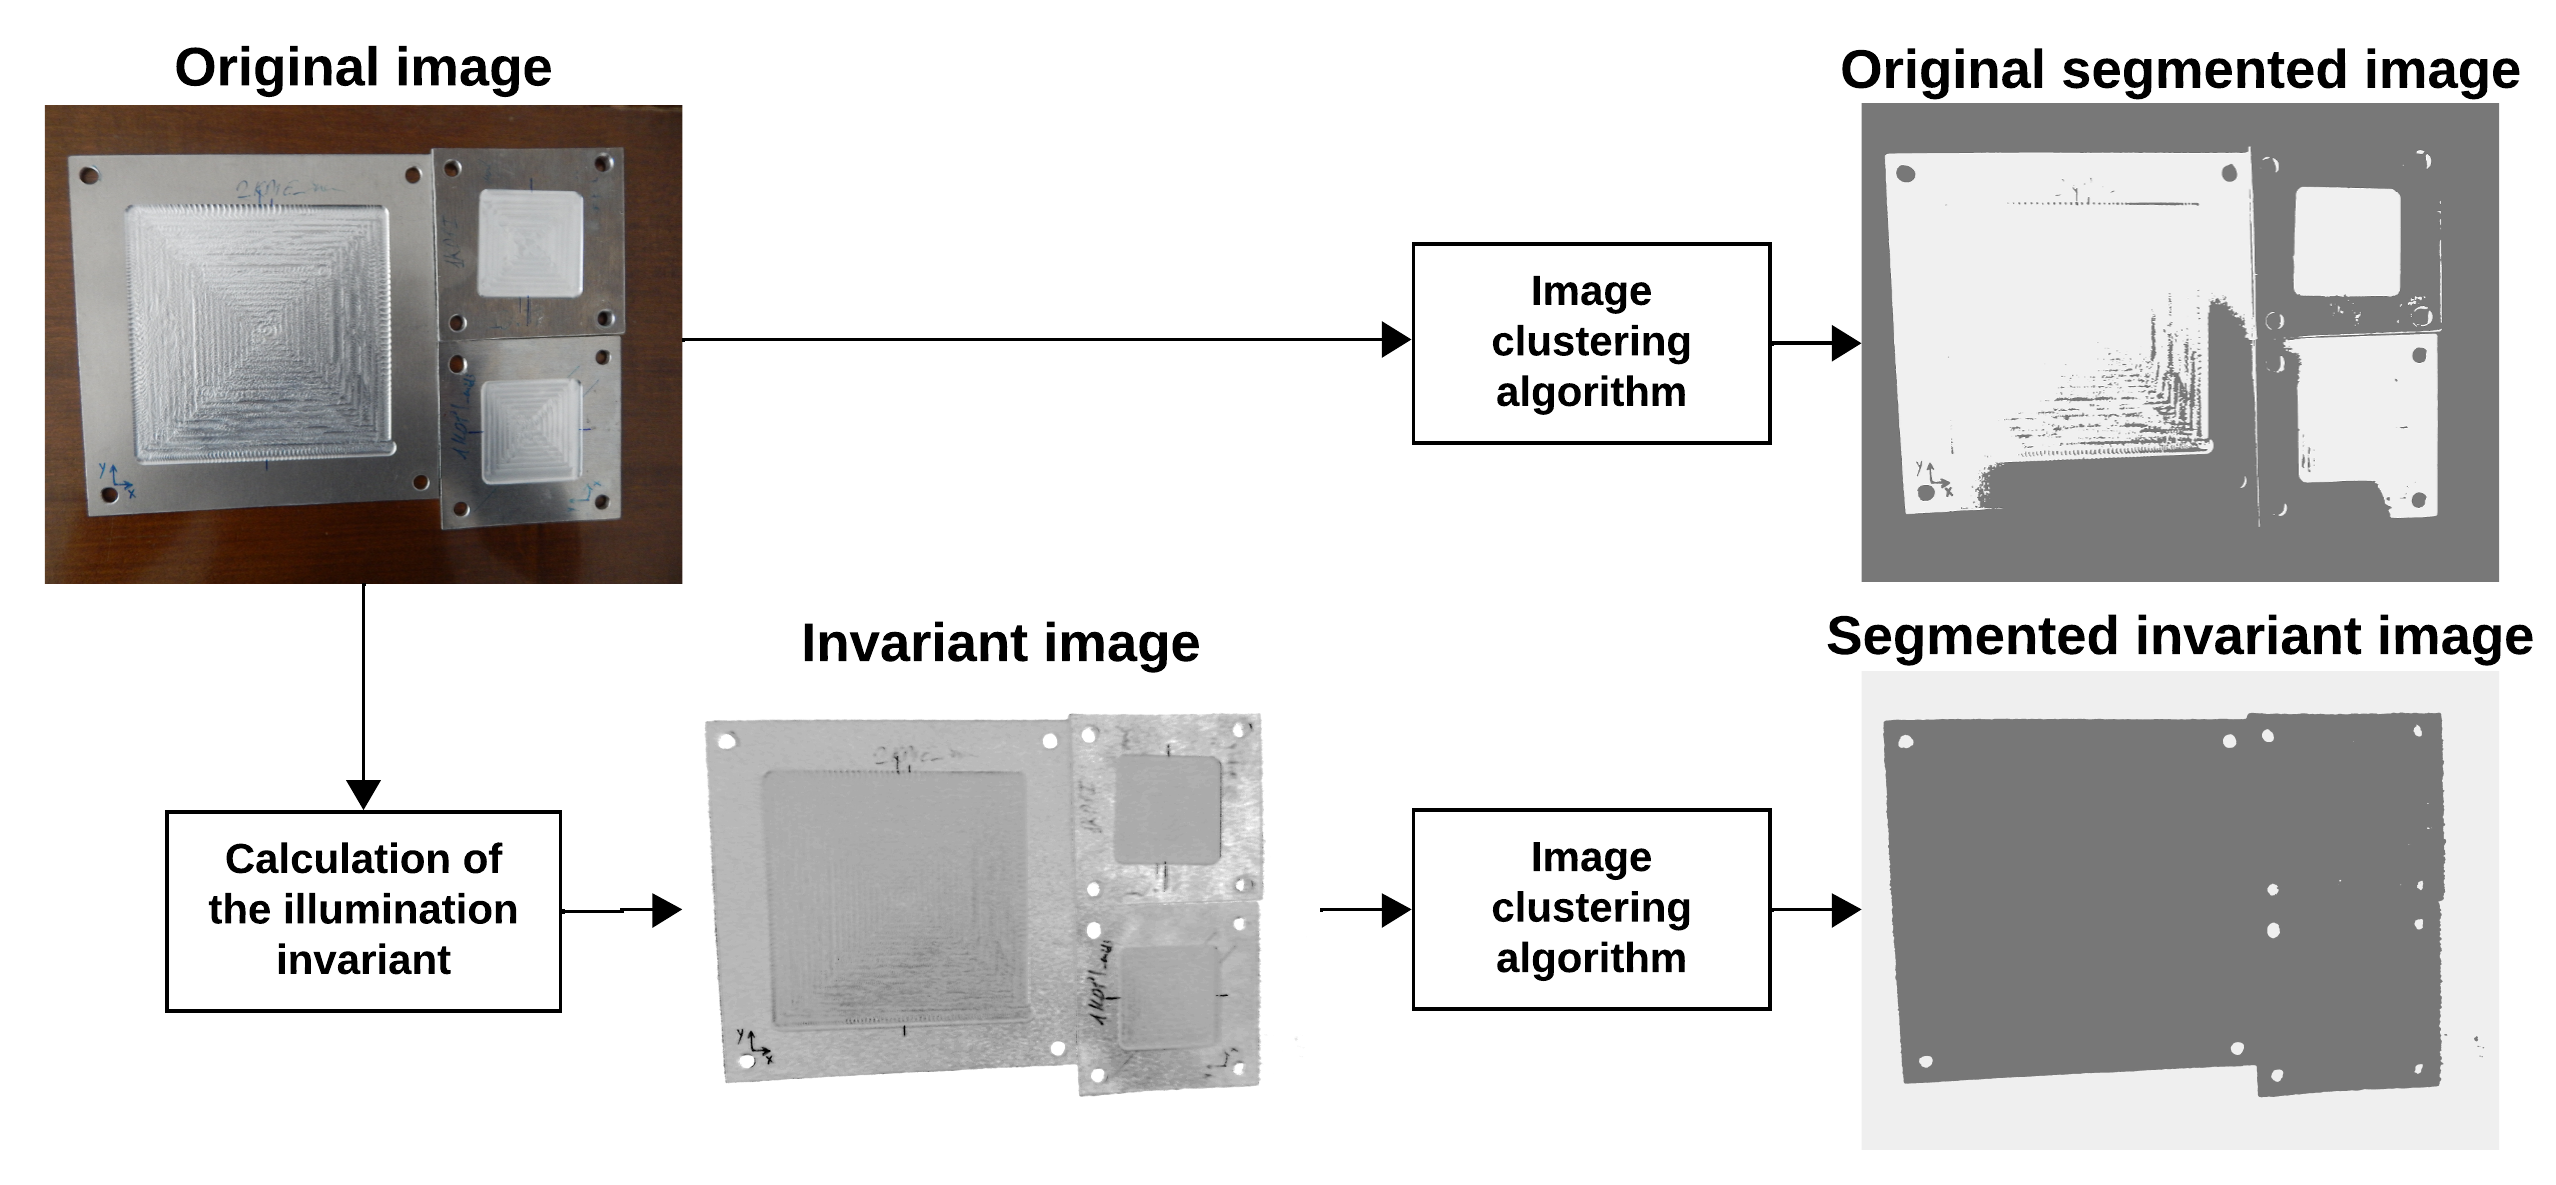 Original image
Original segmented image
Image
clustering
algorithm
Invariant image
Segmented invariant image
Calculation of
the illumination
invariant
Image
clustering
algorithm
y
x
y
x
y
x